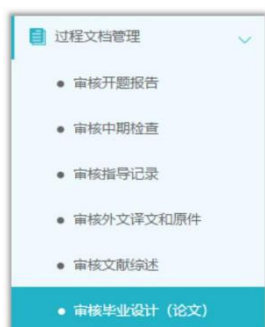 过程文档管理
审核开题报告
审核中期检查
审核指导记录
审核外文译文和原件
审核文献综述
审核毕业设计（论文）